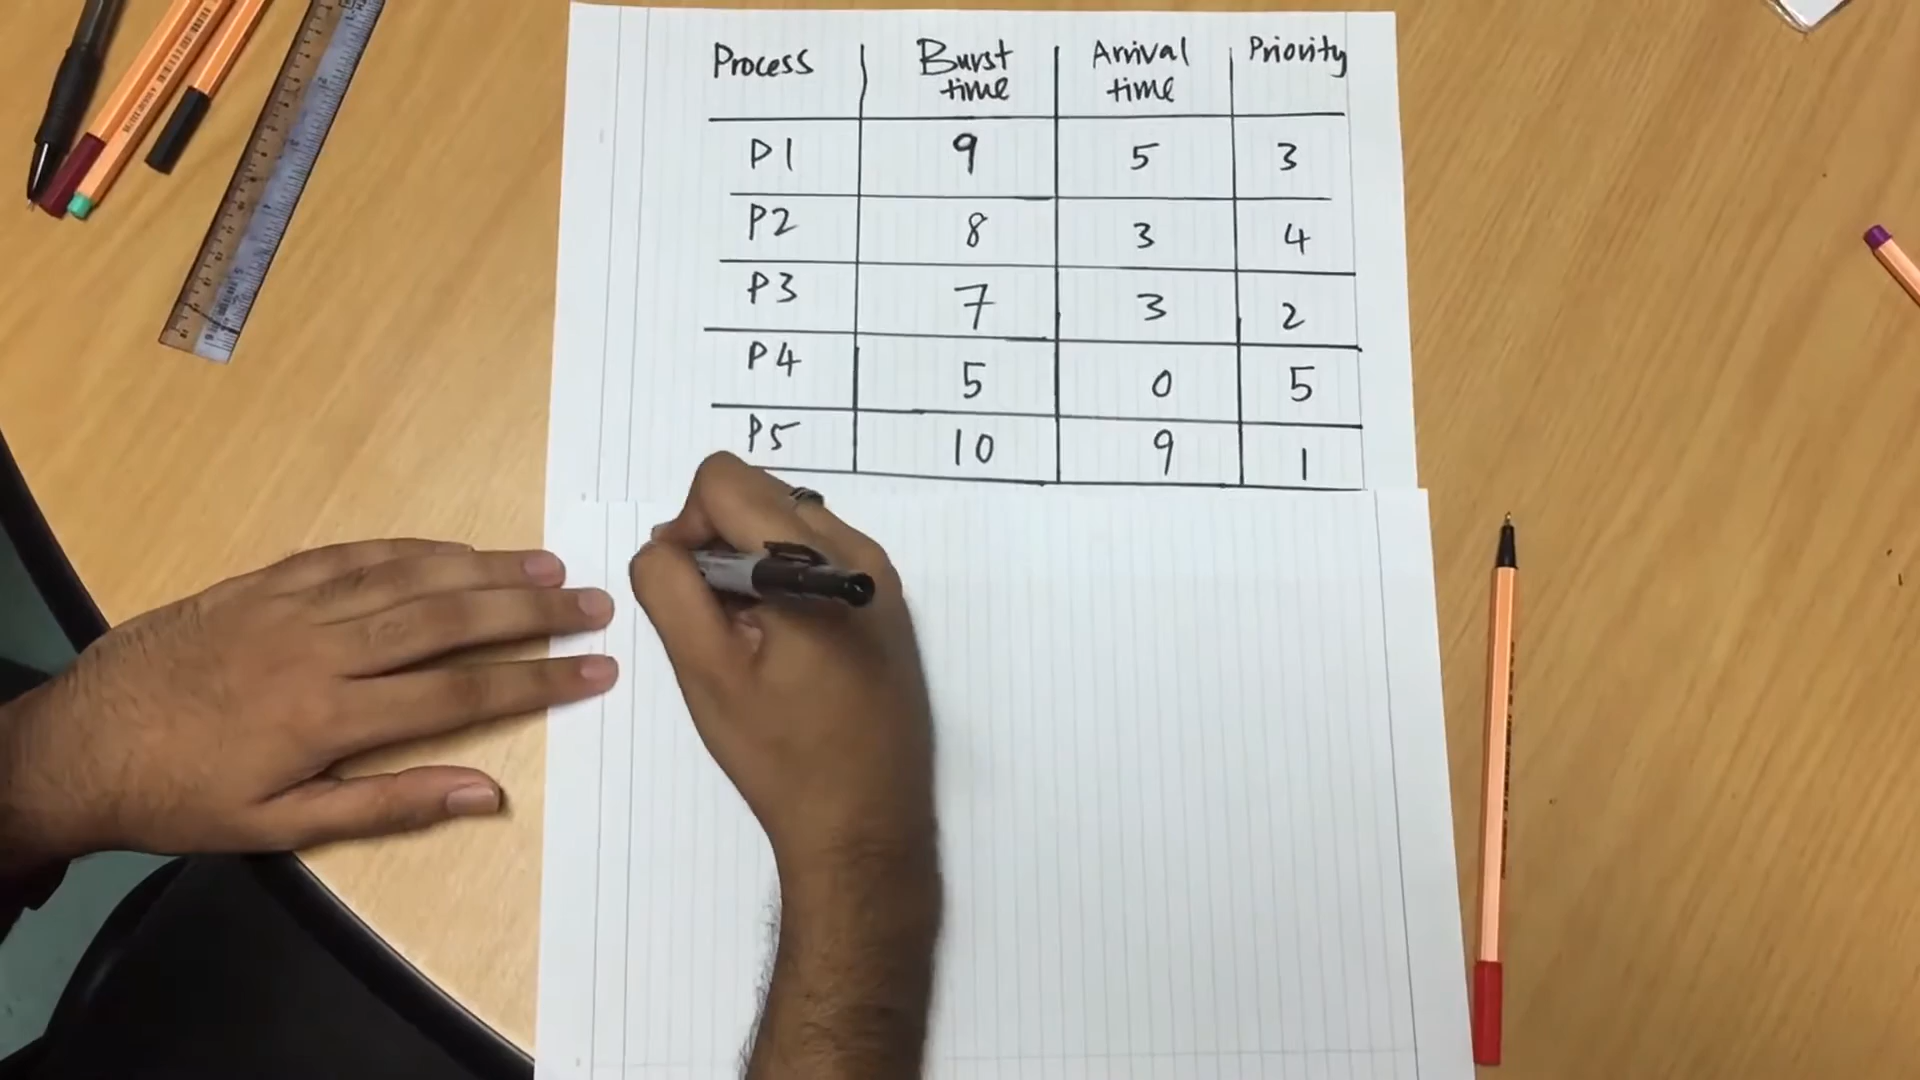 Process Burst time Arrival time Priority
P1 9 5 3
P2 8 3 4
P3 7 3 2
P4 5 0 5
P5 10 9 1